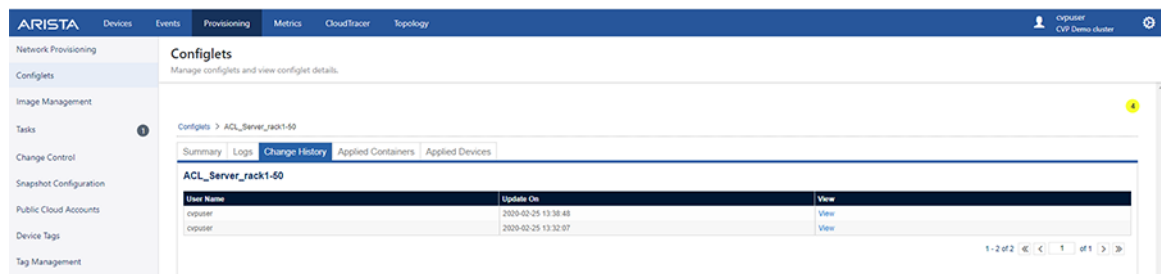 ARISTA Devices Events Provisioning Metrics CloudTracer Topology cvpuser
CVP Demo cluster
Network Provisioning
Configlets
Image Management
Tasks 1
Change Control
Snapshot Configuration
Public Cloud Accounts
Device Tags
Tag Management
Configlets
Manage configlets and view configlet details.
4
Configlets > ACL_Server_rack1-50
Summary Logs Change History Applied Containers Applied Devices
ACL_Server_rack1-50
User Name Update On View
cvpuser 2020-02-25 13:38:48 View
cvpuser 2020-02-25 13:32:07 View
1 - 2 of 2 « < 1 of 1 > »